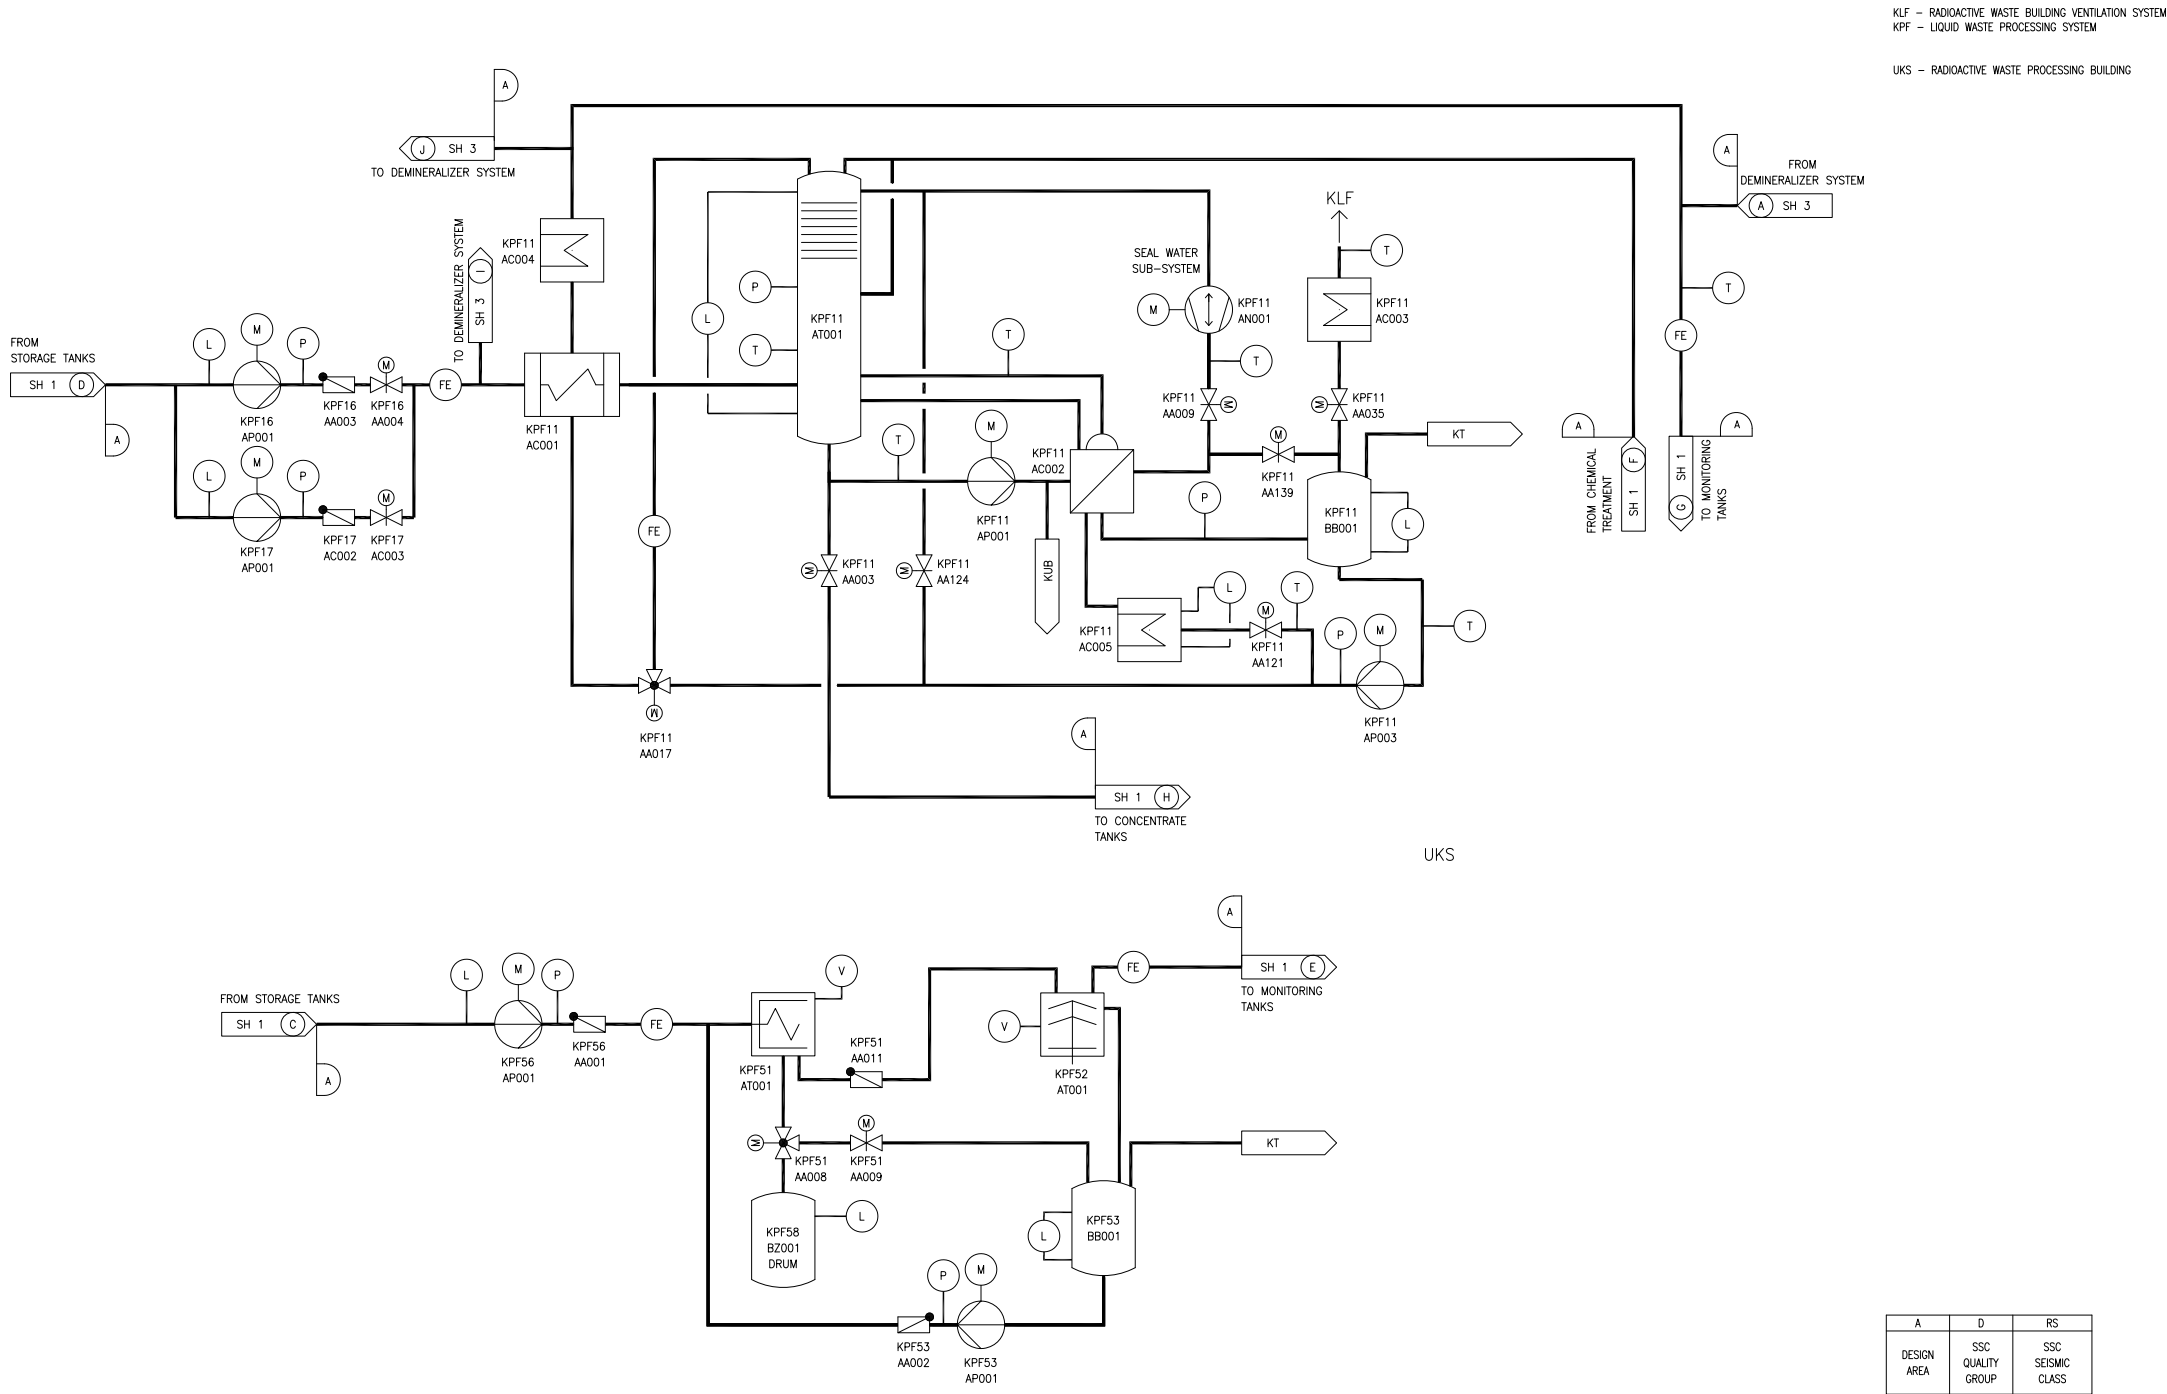 KLF – RADIOACTIVE WASTE BUILDING VENTILATION SYSTEM
KPF – LIQUID WASTE PROCESSING SYSTEM
UKS – RADIOACTIVE WASTE PROCESSING BUILDING
A
J SH 3
TO DEMINERALIZER SYSTEM
A
FROM
DEMINERALIZER SYSTEM
A SH 3
KLF
T
SEAL WATER
SUB-SYSTEM
TO DEMINERALIZER SYSTEM
SH 3 I
KPF11
AC004
P
L
KPF11
AT001
T
M
KPF11
AN001
KPF11
AC003
T
T
FE
FROM
STORAGE TANKS
SH 1 D
A
L
M
P
M
KPF16
AP001
KPF16
AA003
KPF16
AA004
FE
KPF11
AC001
L
M
P
M
KPF17
AP001
KPF17
AC002
KPF17
AC003
T
T
M
KPF11
AC002
KPF11
AP001
KPF11
AA009
M
M
KPF11
AA035
M
KPF11
AA139
KT
P
KPF11
BB001
L
A
FROM CHEMICAL
TREATMENT
SH 1 F
A
G SH 1
TO MONITORING
TANKS
FE
M
KPF11
AA003
M
KPF11
AA124
KUB
L
KPF11
AC005
M
KPF11
AA121
T
P
M
T
KPF11
AP003
M
KPF11
AA017
A
SH 1 H
TO CONCENTRATE
TANKS
UKS
FROM STORAGE TANKS
SH 1 C
A
L
M
P
KPF56
AP001
KPF56
AA001
FE
V
KPF51
AT001
KPF51
AA011
V
KPF52
AT001
FE
A
SH 1 E
TO MONITORING
TANKS
M
M
KPF51
AA008
KPF51
AA009
KT
KPF58
BZ001
DRUM
L
L
KPF53
BB001
P
M
KPF53
AA002
KPF53
AP001
A D RS
DESIGN
AREA
SSC
QUALITY
GROUP
SSC
SEISMIC
CLASS